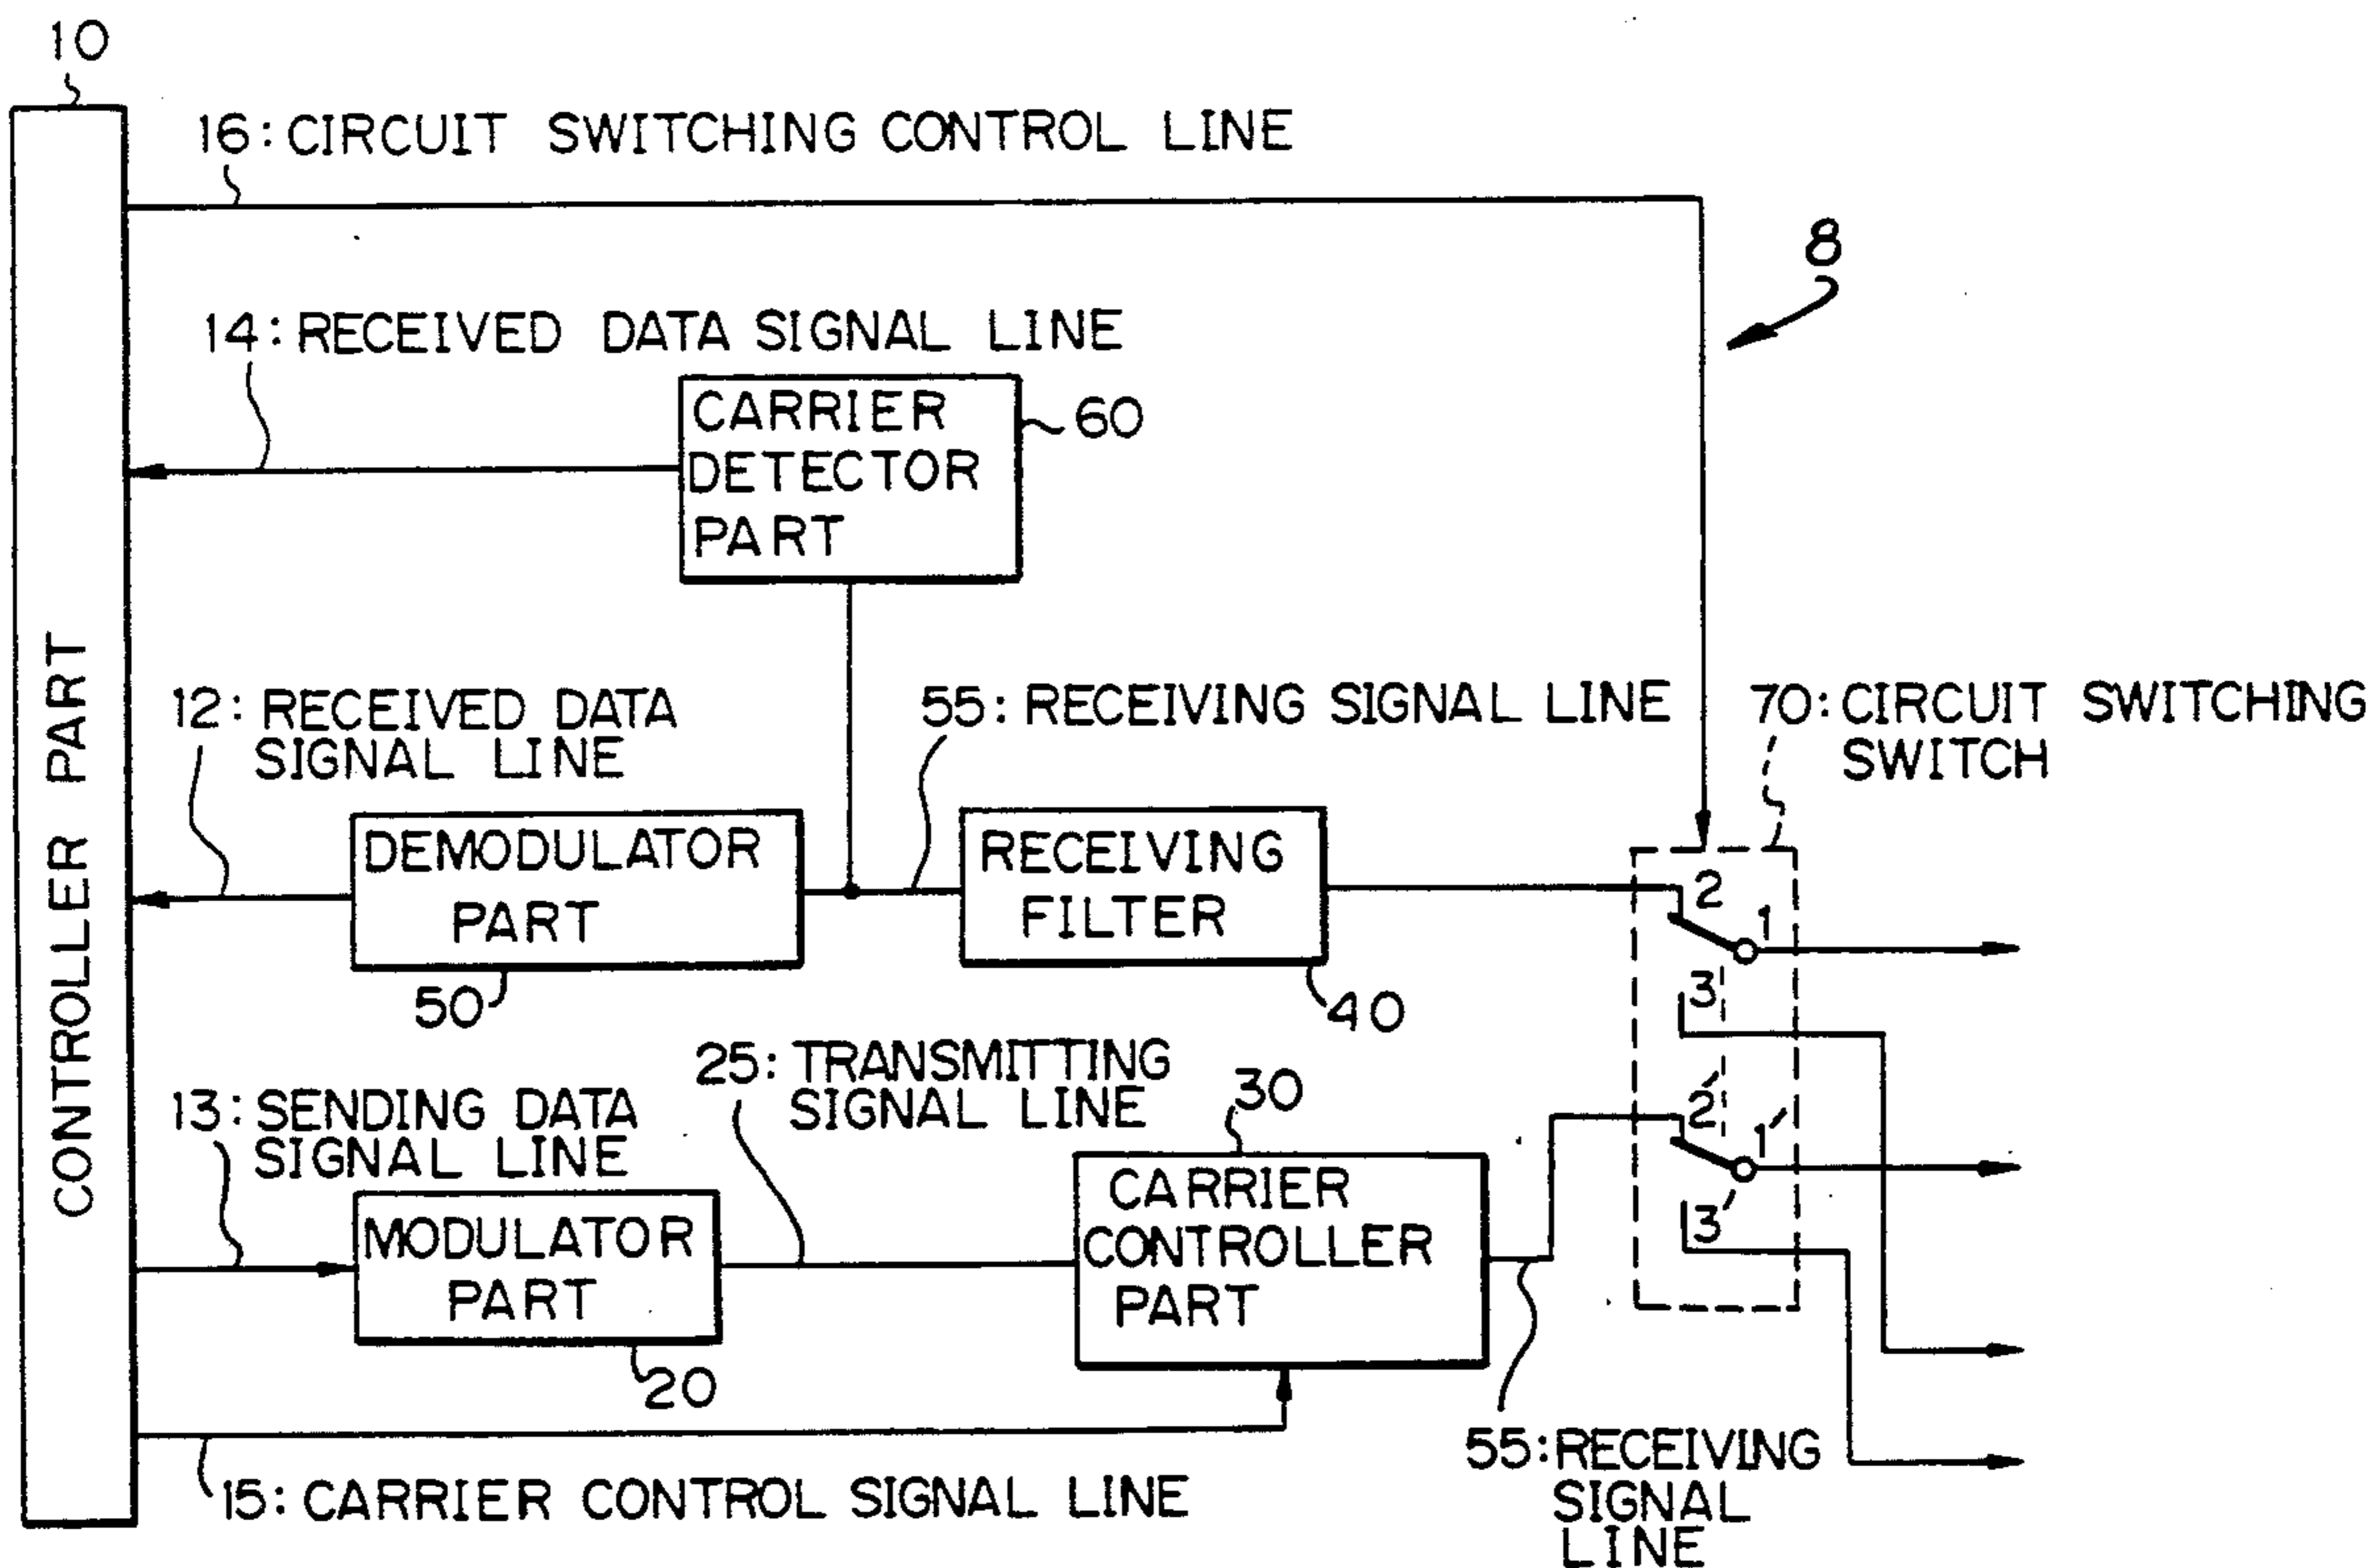 10
16: CIRCUIT SWITCHING CONTROL LINE
8
14: RECEIVED DATA SIGNAL LINE
CARRIER
DETECTOR
PART
60
CONTROLLER PART
12: RECEIVED DATA
SIGNAL LINE
55: RECEIVING SIGNAL LINE
70: CIRCUIT SWITCHING
SWITCH
DEMODULATOR
PART
50
RECEIVING
FILTER
40
2
1
3
13: SENDING DATA
SIGNAL LINE
25: TRANSMITTING
SIGNAL LINE
30
2'
1'
3'
MODULATOR
PART
20
CARRIER
CONTROLLER
PART
15: CARRIER CONTROL SIGNAL LINE
55: RECEIVING
SIGNAL
LINE